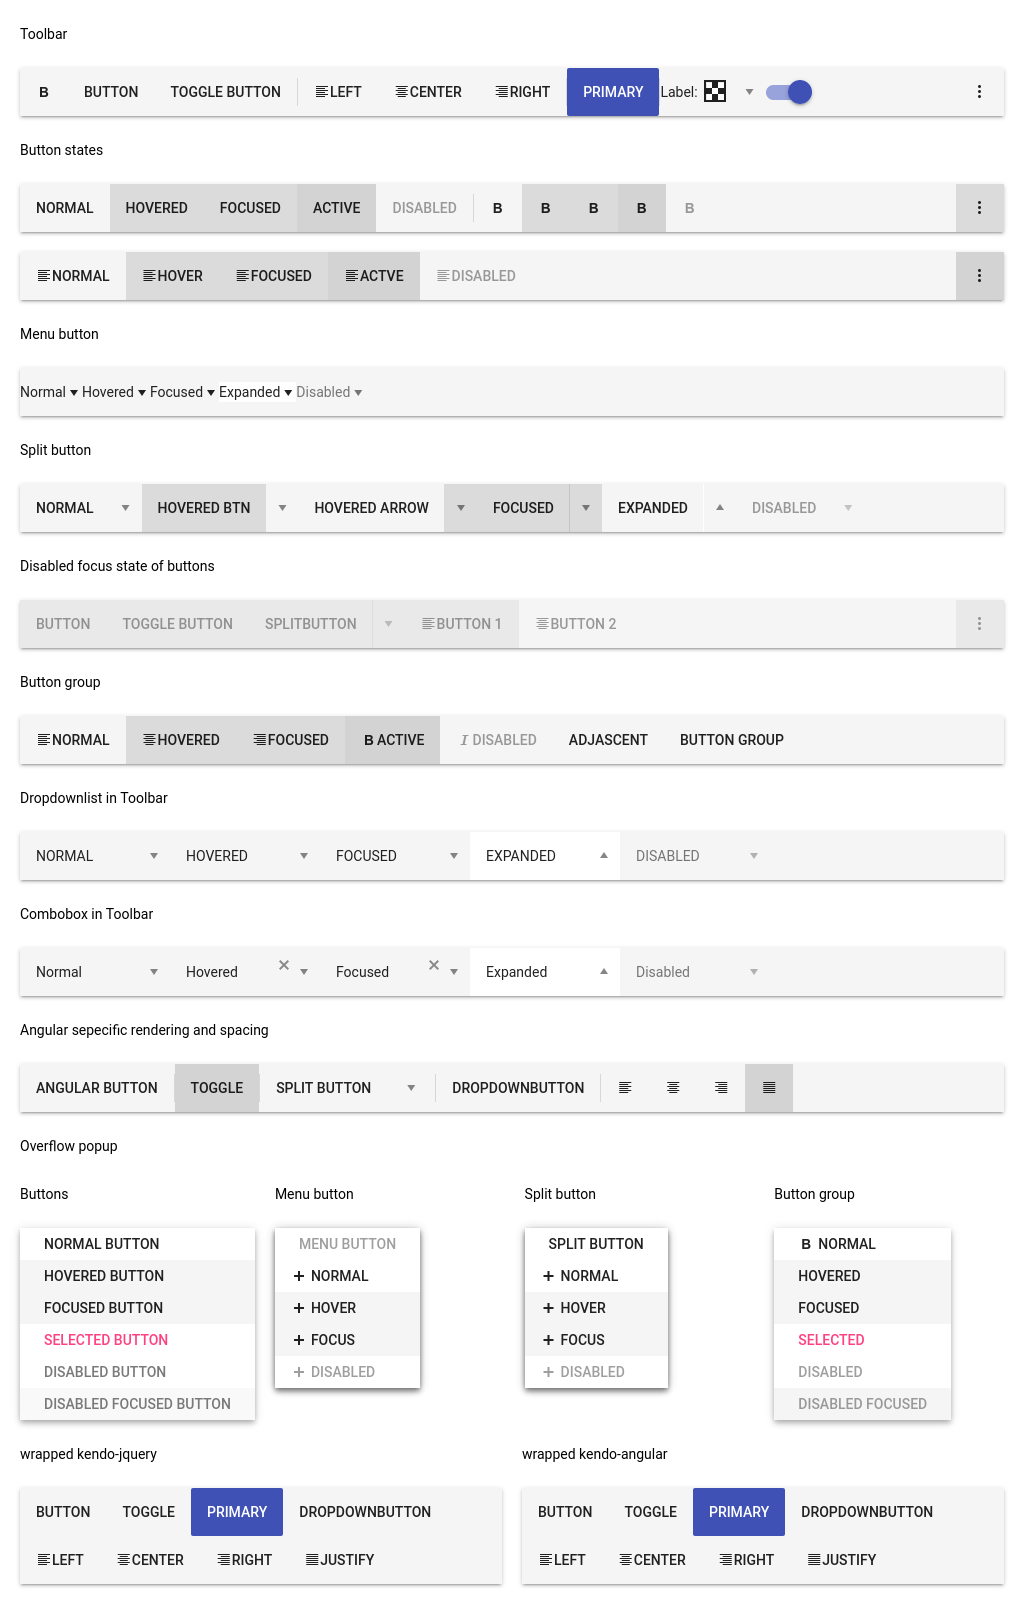 Toolbar
B BUTTON TOGGLE BUTTON LEFT CENTER RIGHT PRIMARY Label:
Button states
NORMAL HOVERED FOCUSED ACTIVE DISABLED B B B B B
NORMAL HOVER FOCUSED ACTVE DISABLED
Menu button
Normal Hovered Focused Expanded Disabled
Split button
NORMAL HOVERED BTN HOVERED ARROW FOCUSED EXPANDED DISABLED
Disabled focus state of buttons
BUTTON TOGGLE BUTTON SPLITBUTTON BUTTON 1 BUTTON 2
Button group
NORMAL HOVERED FOCUSED B ACTIVE I DISABLED ADJASCENT BUTTON GROUP
Dropdownlist in Toolbar
NORMAL HOVERED FOCUSED EXPANDED DISABLED
Combobox in Toolbar
Normal Hovered Focused Expanded Disabled
Angular sepecific rendering and spacing
ANGULAR BUTTON TOGGLE SPLIT BUTTON DROPDOWNBUTTON
Overflow popup
Buttons
NORMAL BUTTON
HOVERED BUTTON
FOCUSED BUTTON
SELECTED BUTTON
DISABLED BUTTON
DISABLED FOCUSED BUTTON
Menu button
MENU BUTTON
NORMAL
HOVER
FOCUS
DISABLED
Split button
SPLIT BUTTON
NORMAL
HOVER
FOCUS
DISABLED
Button group
B NORMAL
HOVERED
FOCUSED
SELECTED
DISABLED
DISABLED FOCUSED
wrapped kendo-jquery
BUTTON TOGGLE PRIMARY DROPDOWNBUTTON
LEFT CENTER RIGHT JUSTIFY
wrapped kendo-angular
BUTTON TOGGLE PRIMARY DROPDOWNBUTTON
LEFT CENTER RIGHT JUSTIFY